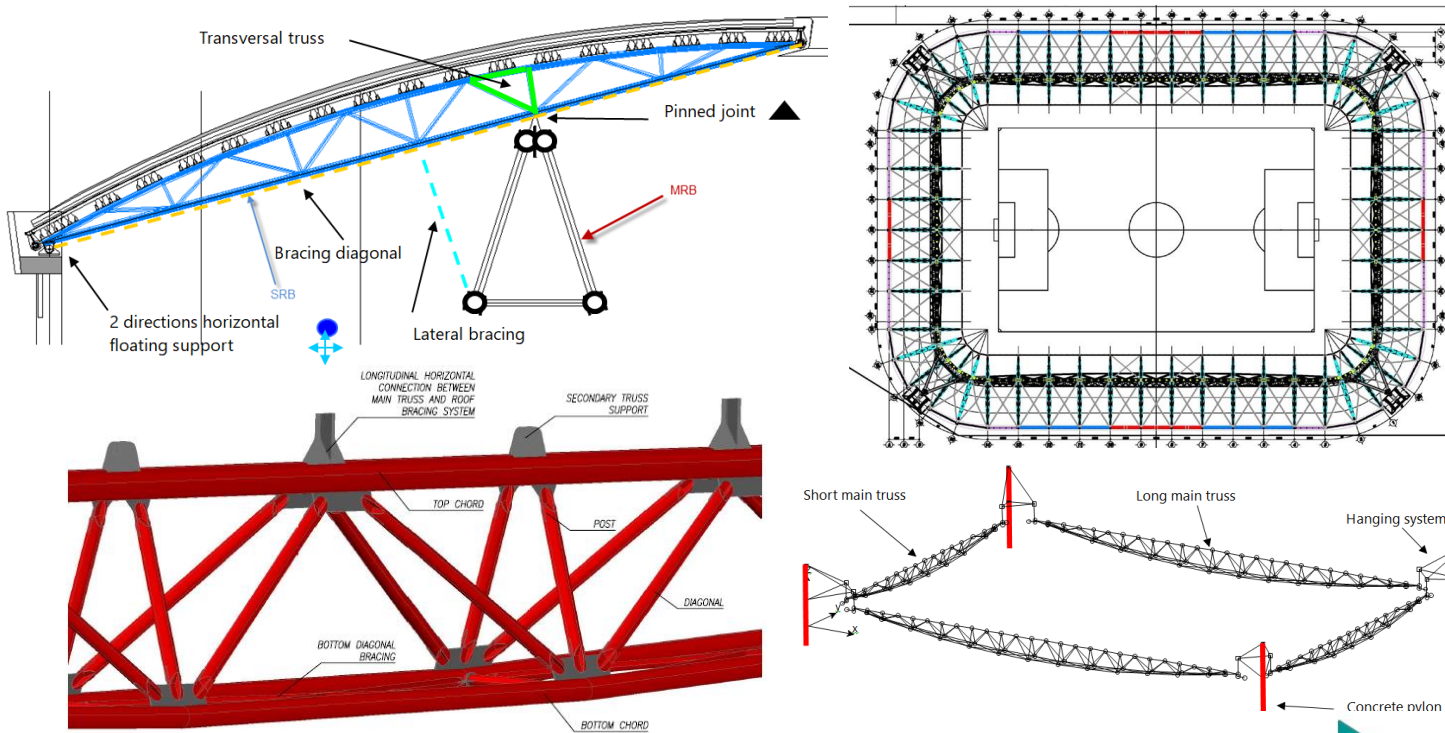 Transversal truss
Pinned joint
MRB
Bracing diagonal
SRB
2 directions horizontal
floating support
Lateral bracing
LONGITUDINAL HORIZONTAL
CONNECTION BETWEEN
MAIN TRUSS AND ROOF
BRACING SYSTEM
SECONDARY TRUSS
SUPPORT
TOP CHORD
POST
DIAGONAL
BOTTOM DIAGONAL
BRACING
BOTTOM CHORD
Short main truss
Long main truss
Hanging system
y
x
Concrete pylon